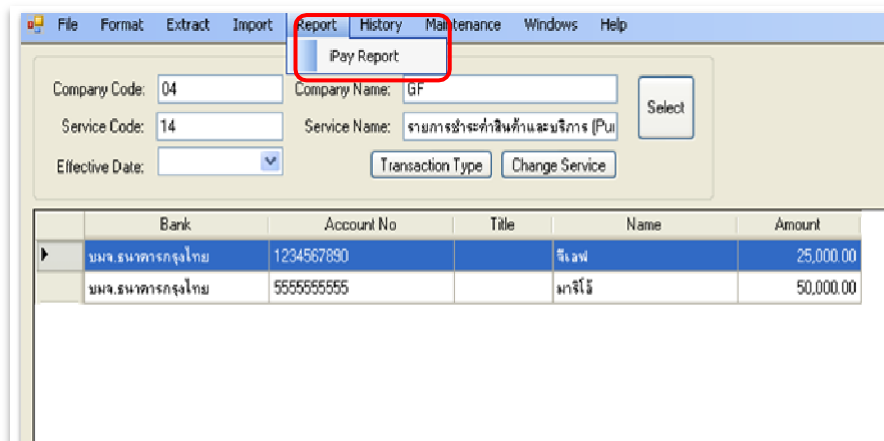 File Format Extract Import Report History Maintenance Windows Help
iPay Report
Company Code: 04 Company Name: GF
Select
Service Code: 14 Service Name: รายการชำระค่าสินค้าและบริการ (Pur
Effective Date: Transaction Type Change Service
Bank Account No Title Name Amount
บมจ.ธนาคารกรุงไทย 1234567890 จีเอฟ 25,000.00
บมจ.ธนาคารกรุงไทย 5555555555 มาริโอ้ 50,000.00